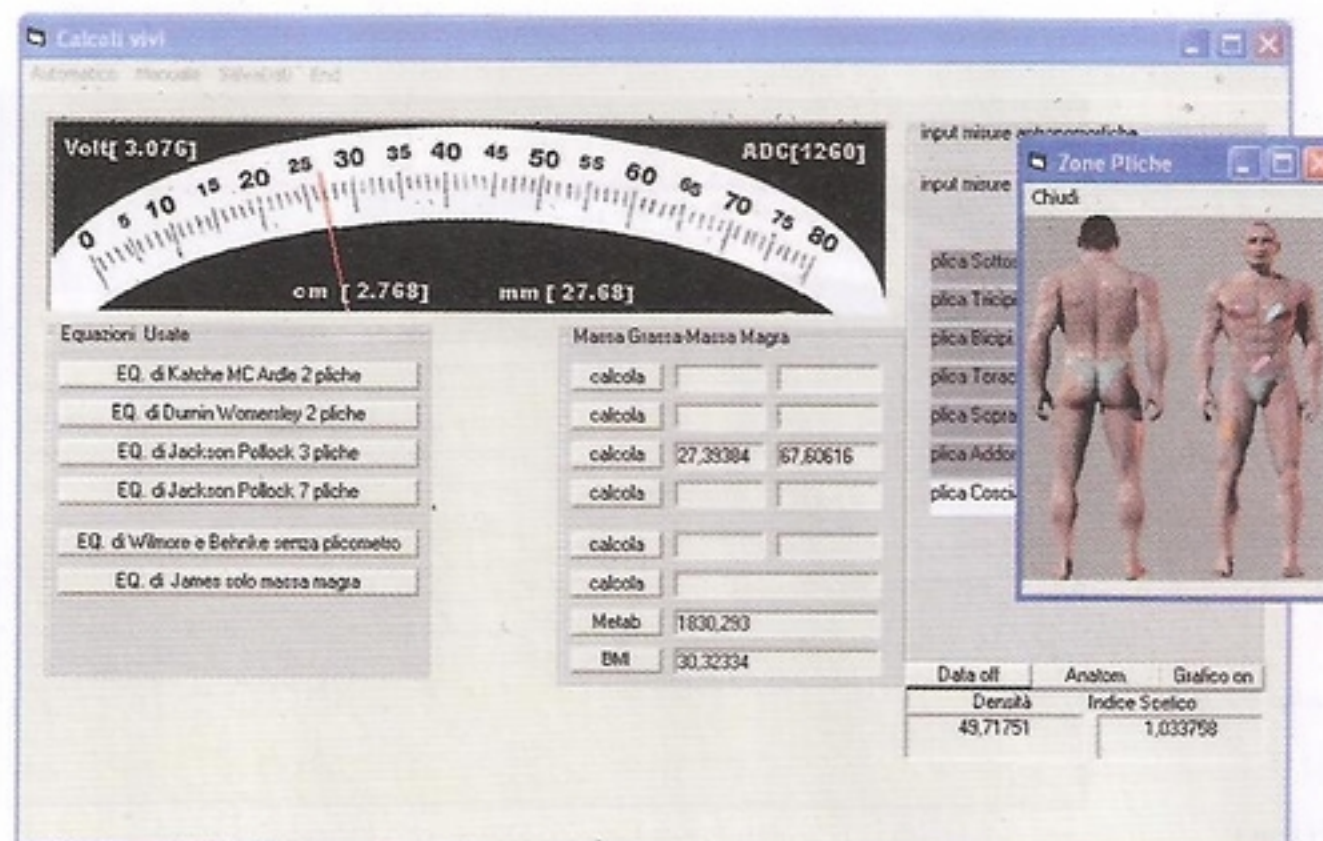 Calcoli vivi
Automatico Manuale SalvaDati End
Volt[ 3.076]
ADC[1260]
0 5 10 15 20 25 30 35 40 45 50 55 60 65 70 75 80
cm [ 2.768] mm [ 27.68]
Equazioni Usate
EQ. di Katche MC Ardle 2 pliche
EQ. di Durnin Womersley 2 pliche
EQ. di Jackson Pollock 3 pliche
EQ. di Jackson Pollock 7 pliche
EQ. di Wilmore e Behnke senza plicometro
EQ. di James solo massa magra
Massa Grassa-Massa Magra
calcola
calcola
calcola 27,39384 67,60616
calcola
calcola
calcola
Metab 1830,293
BMI 30,32334
input misure antropomorfiche
input misure
plica Sottos
plica Tricipi
plica Bicipi
plica Torac
plica Sopra
plica Addom
plica Cosci
Zone Pliche
Chiudi
Data off Anatom. Grafico on
Densità Indice Scelico
49,71751 1,033758